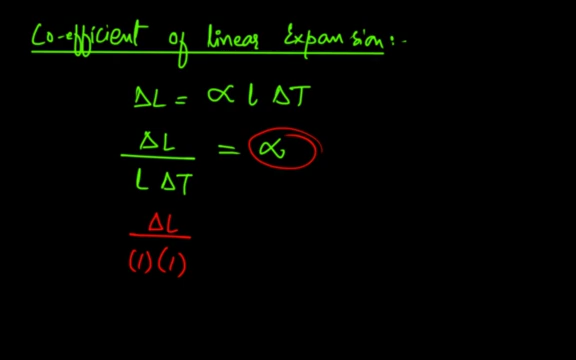 Co-efficient of linear Expansion:-
ΔL = ∝ l ΔT
ΔL / l ΔT = ∝
ΔL / (1)(1)